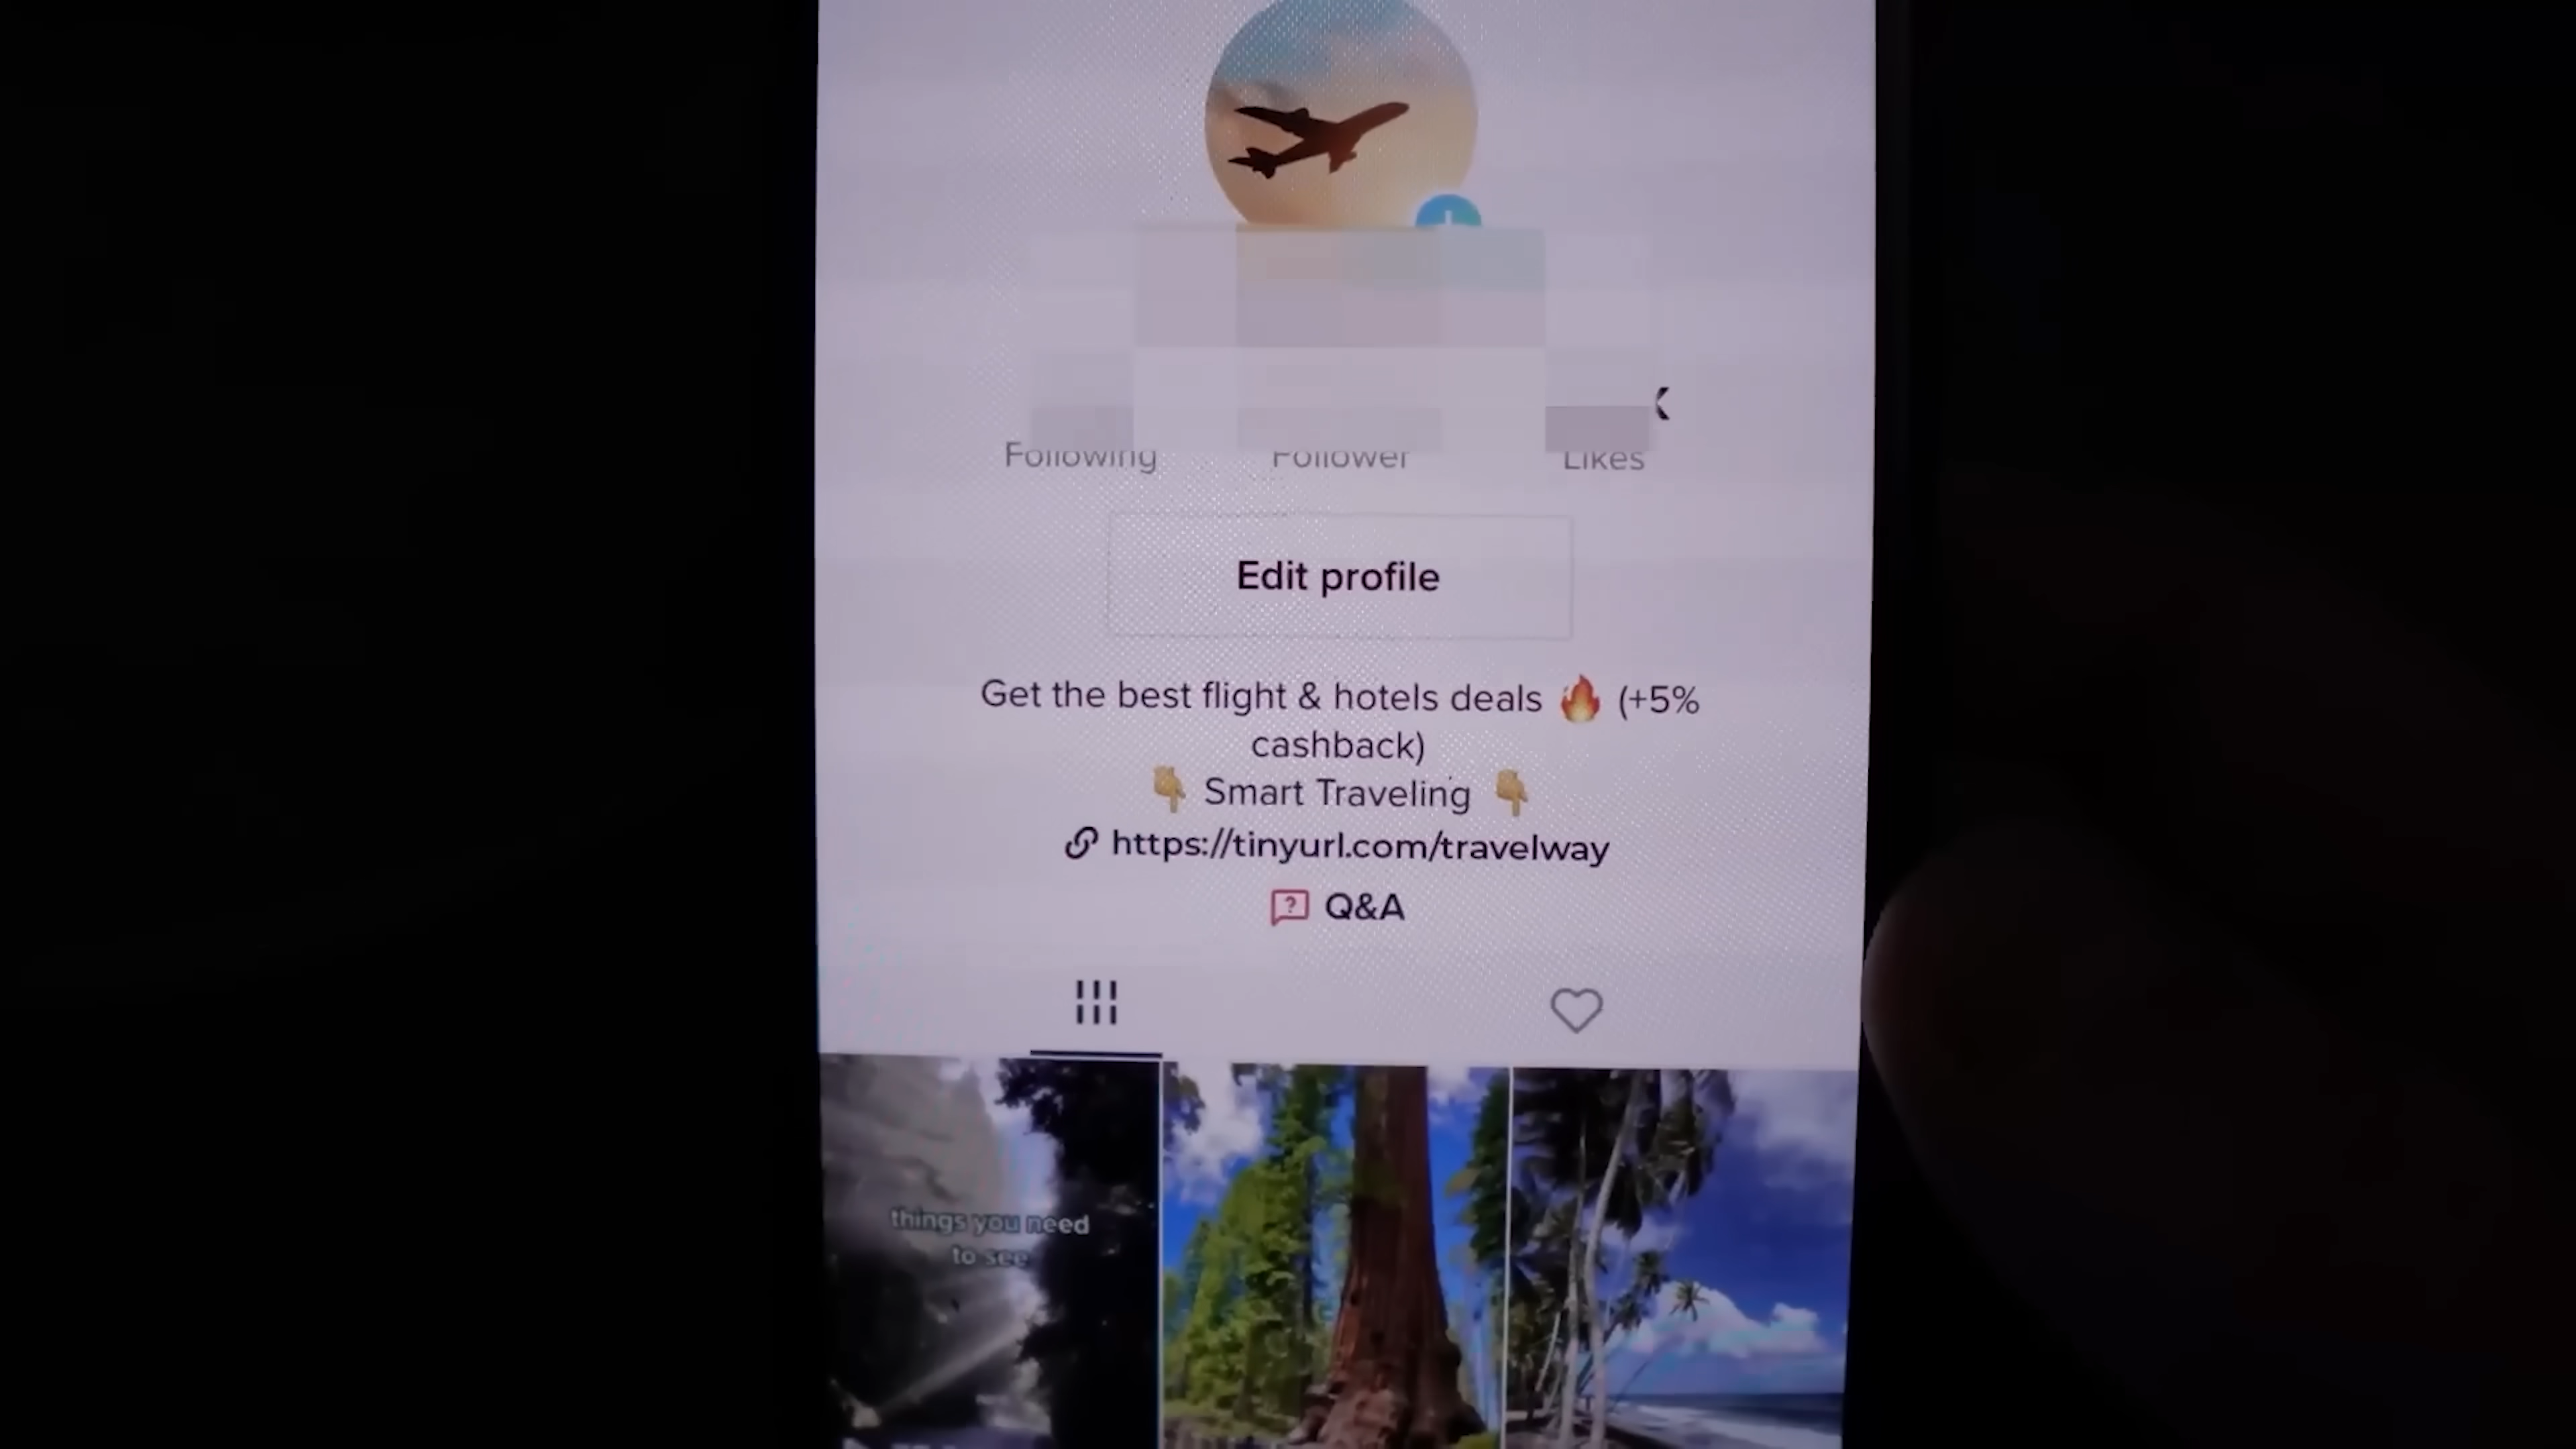 K
Following Follower Likes
Edit profile
Get the best flight & hotels deals 🔥 (+5%
cashback)
👇 Smart Traveling 👇
https://tinyurl.com/travelway
Q&A
things you need
to see